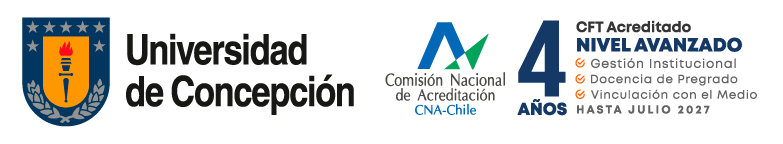 Universidad
de Concepción
Comisión Nacional
de Acreditación
CNA-Chile
4
AÑOS
CFT Acreditado
NIVEL AVANZADO
Gestión Institucional
Docencia de Pregrado
Vinculación con el Medio
HASTA JULIO 2027